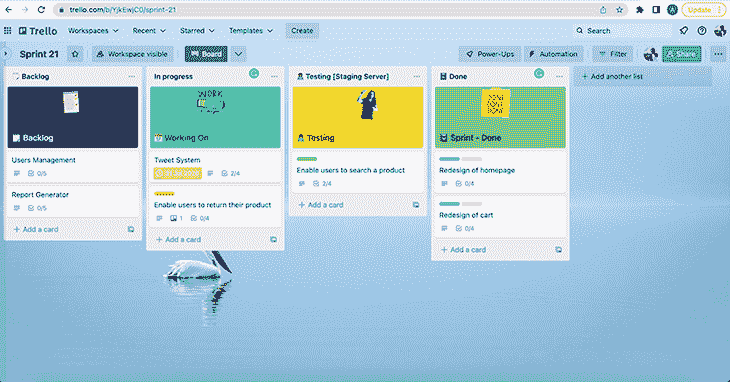 trello.com/b/YjkEwjC0/sprint-21
Update
Trello Workspaces Recent Starred Templates Create Search
Sprint 21 Workspace visible Board Power-Ups Automation Filter Share
Backlog
Backlog
Users Management
0/5
Report Generator
0/5
+ Add a card
In progress
WORK
Working On
Tweet System
2/4
Enable users to return their product
1 0/4
+ Add a card
Testing [Staging Server]
Testing
Enable users to search a product
2/4
+ Add a card
Done
Sprint - Done
Redesign of homepage
0/4
Redesign of cart
0/4
+ Add a card
+ Add another list